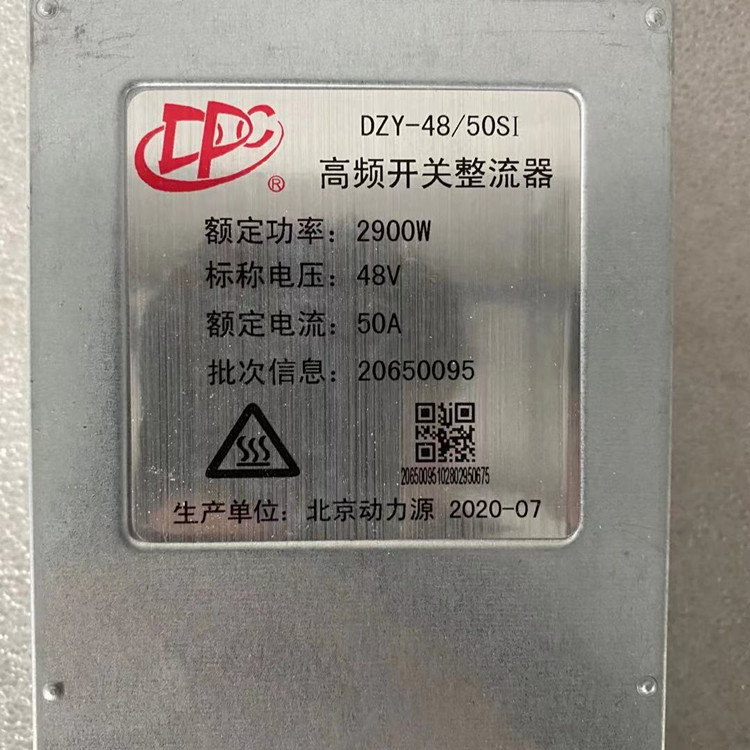 DPC ®
DZY-48/50SI
高频开关整流器
额定功率：2900W
标称电压：48V
额定电流：50A
批次信息：20650095
20650095102802950675
生产单位：北京动力源 2020-07